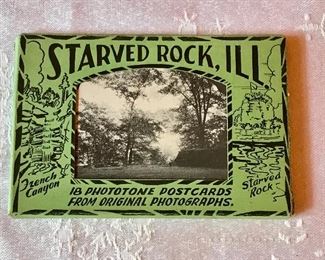 STARVED ROCK, ILL.
French
Canyon
Starved
Rock
18 PHOTOTONE POSTCARDS
FROM ORIGINAL PHOTOGRAPHS.